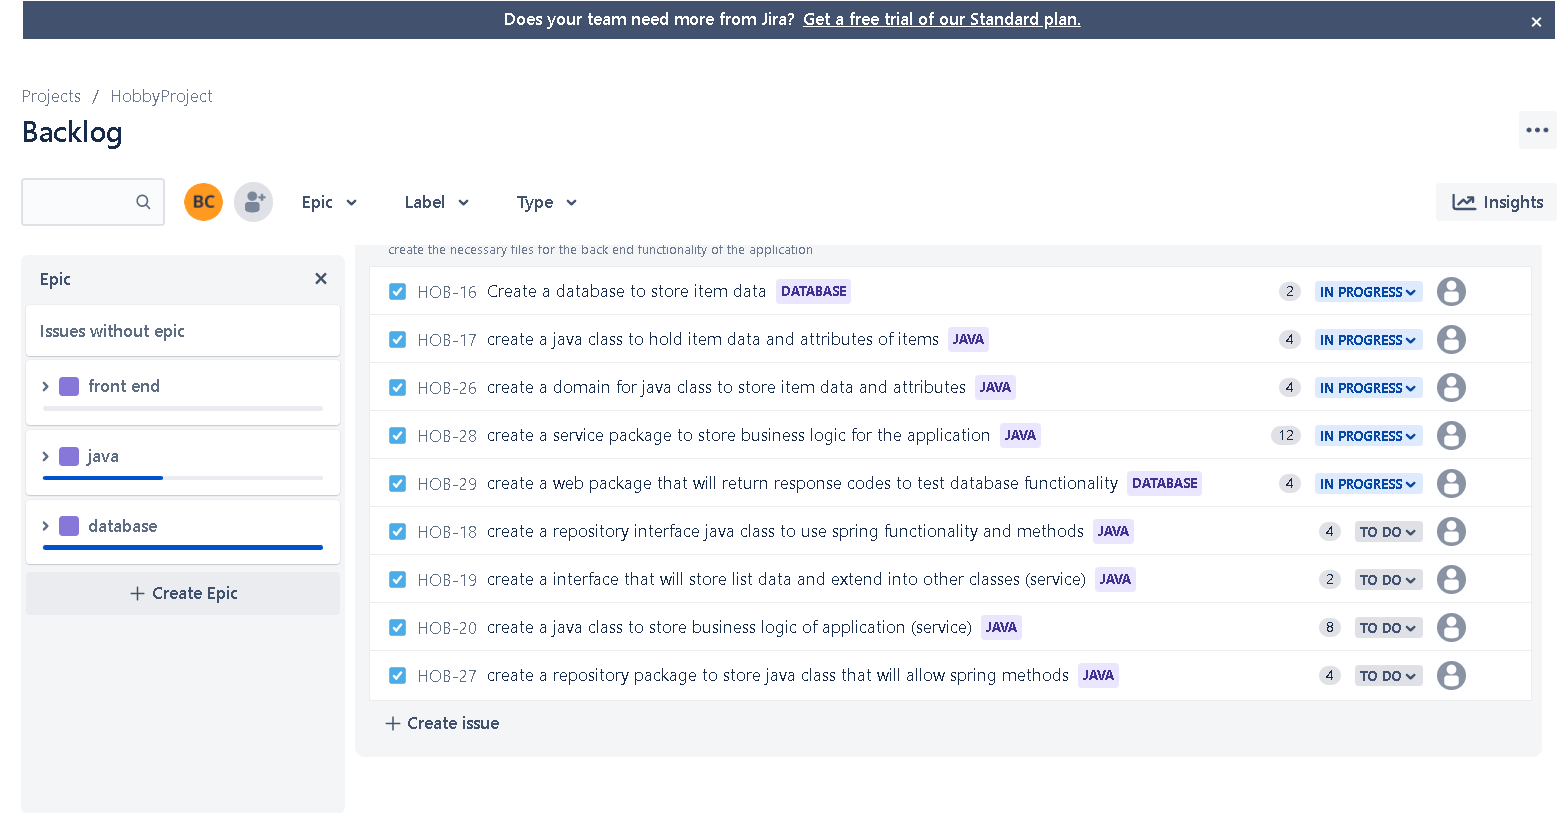 Does your team need more from Jira? Get a free trial of our Standard plan.
Projects / HobbyProject
Backlog
BC
Epic
Label
Type
Insights
Epic
Issues without epic
front end
java
database
+ Create Epic
create the necessary files for the back end functionality of the application
HOB-16 Create a database to store item data DATABASE 2 IN PROGRESS
HOB-17 create a java class to hold item data and attributes of items JAVA 4 IN PROGRESS
HOB-26 create a domain for java class to store item data and attributes JAVA 4 IN PROGRESS
HOB-28 create a service package to store business logic for the application JAVA 12 IN PROGRESS
HOB-29 create a web package that will return response codes to test database functionality DATABASE 4 IN PROGRESS
HOB-18 create a repository interface java class to use spring functionality and methods JAVA 4 TO DO
HOB-19 create a interface that will store list data and extend into other classes (service) JAVA 2 TO DO
HOB-20 create a java class to store business logic of application (service) JAVA 8 TO DO
HOB-27 create a repository package to store java class that will allow spring methods JAVA 4 TO DO
+ Create issue